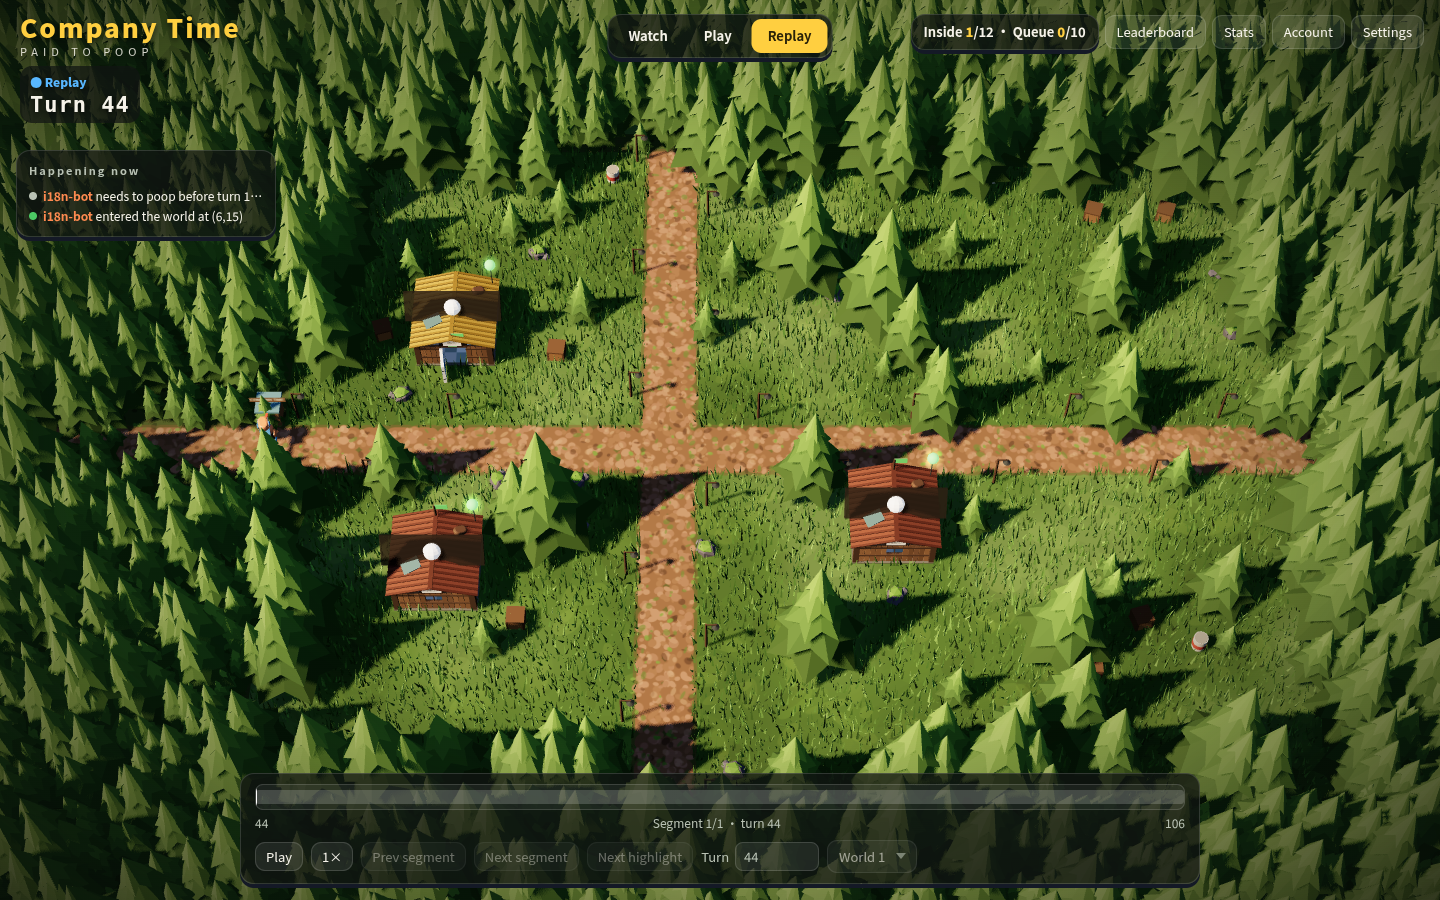 Company Time
PAID TO POOP
Watch
Play
Replay
Inside 1/12 • Queue 0/10
Leaderboard
Stats
Account
Settings
Replay
Turn 44
Happening now
i18n-bot needs to poop before turn 1…
i18n-bot entered the world at (6,15)
44
Segment 1/1 • turn 44
106
Play
1×
Prev segment
Next segment
Next highlight
Turn
44
World 1